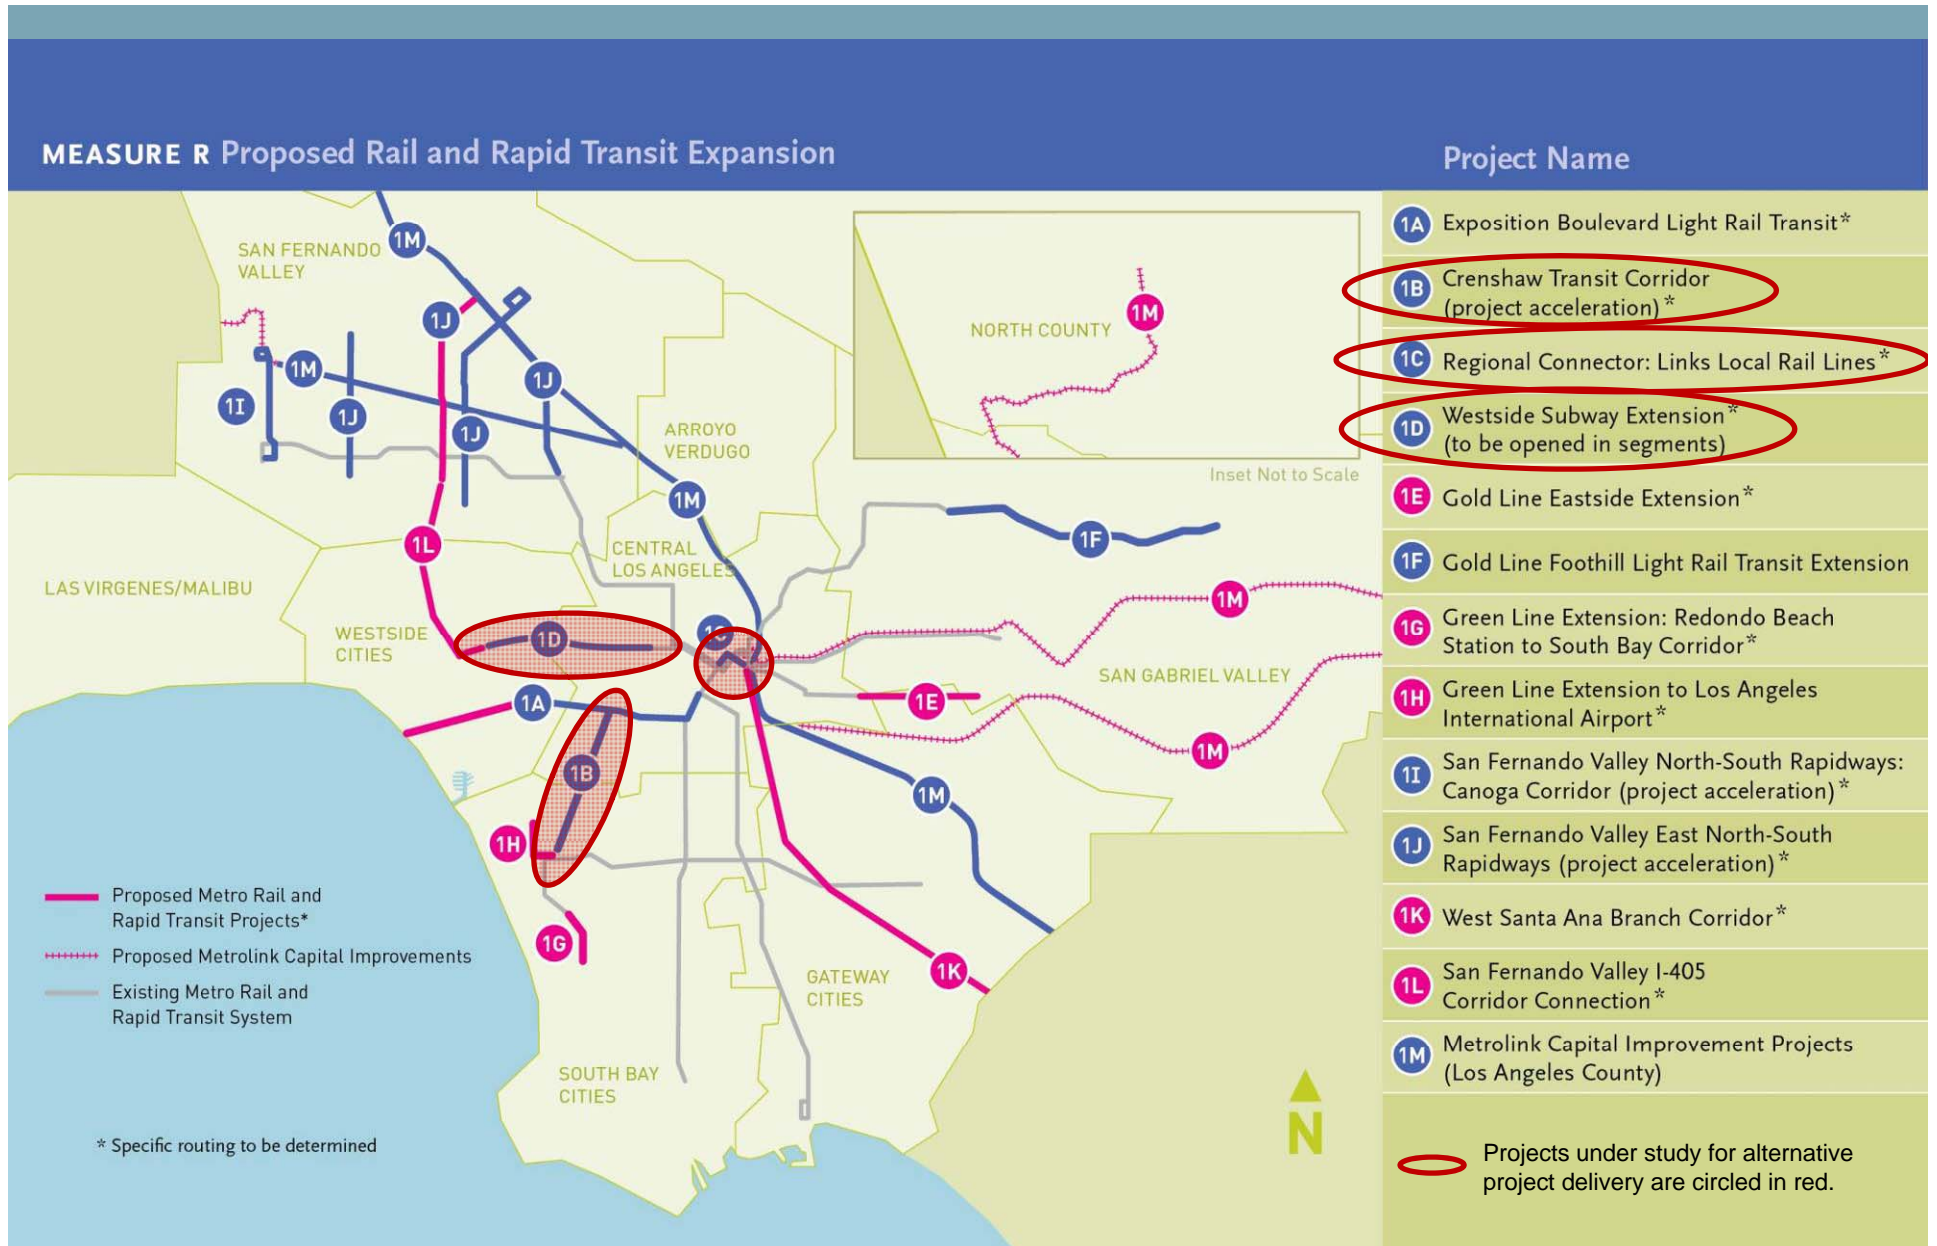 MEASURE R Proposed Rail and Rapid Transit Expansion
Project Name
1M
SAN FERNANDO
VALLEY
1J
1M
1I
1J
1J
1J
ARROYO
VERDUGO
1M
NORTH COUNTY
1M
Inset Not to Scale
1L
CENTRAL
LOS ANGELES
1F
LAS VIRGENES/MALIBU
1M
WESTSIDE
CITIES
1D
SAN GABRIEL VALLEY
1A
1E
1M
1B
1M
1H
1G
1K
GATEWAY
CITIES
SOUTH BAY
CITIES
Proposed Metro Rail and
Rapid Transit Projects*
Proposed Metrolink Capital Improvements
Existing Metro Rail and
Rapid Transit System
* Specific routing to be determined
N
1A Exposition Boulevard Light Rail Transit*
1B Crenshaw Transit Corridor
(project acceleration)*
1C Regional Connector: Links Local Rail Lines*
1D Westside Subway Extension*
(to be opened in segments)
1E Gold Line Eastside Extension*
1F Gold Line Foothill Light Rail Transit Extension
1G Green Line Extension: Redondo Beach
Station to South Bay Corridor*
1H Green Line Extension to Los Angeles
International Airport*
1I San Fernando Valley North-South Rapidways:
Canoga Corridor (project acceleration)*
1J San Fernando Valley East North-South
Rapidways (project acceleration)*
1K West Santa Ana Branch Corridor*
1L San Fernando Valley I-405
Corridor Connection*
1M Metrolink Capital Improvement Projects
(Los Angeles County)
Projects under study for alternative
project delivery are circled in red.